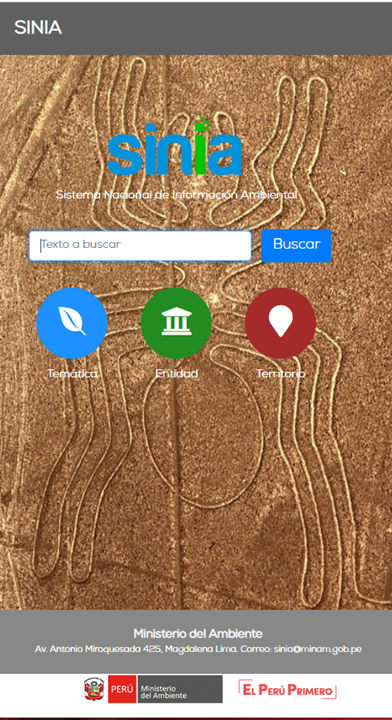 SINIA
sinia
Sistema Nacional de Información Ambiental
Texto a buscar
Buscar
Temática
Entidad
Territorio
Ministerio del Ambiente
Av. Antonio Miroquesada 425, Magdalena Lima. Correo: sinia@minam.gob.pe
PERÚ
Ministerio
del Ambiente
EL PERÚ PRIMERO